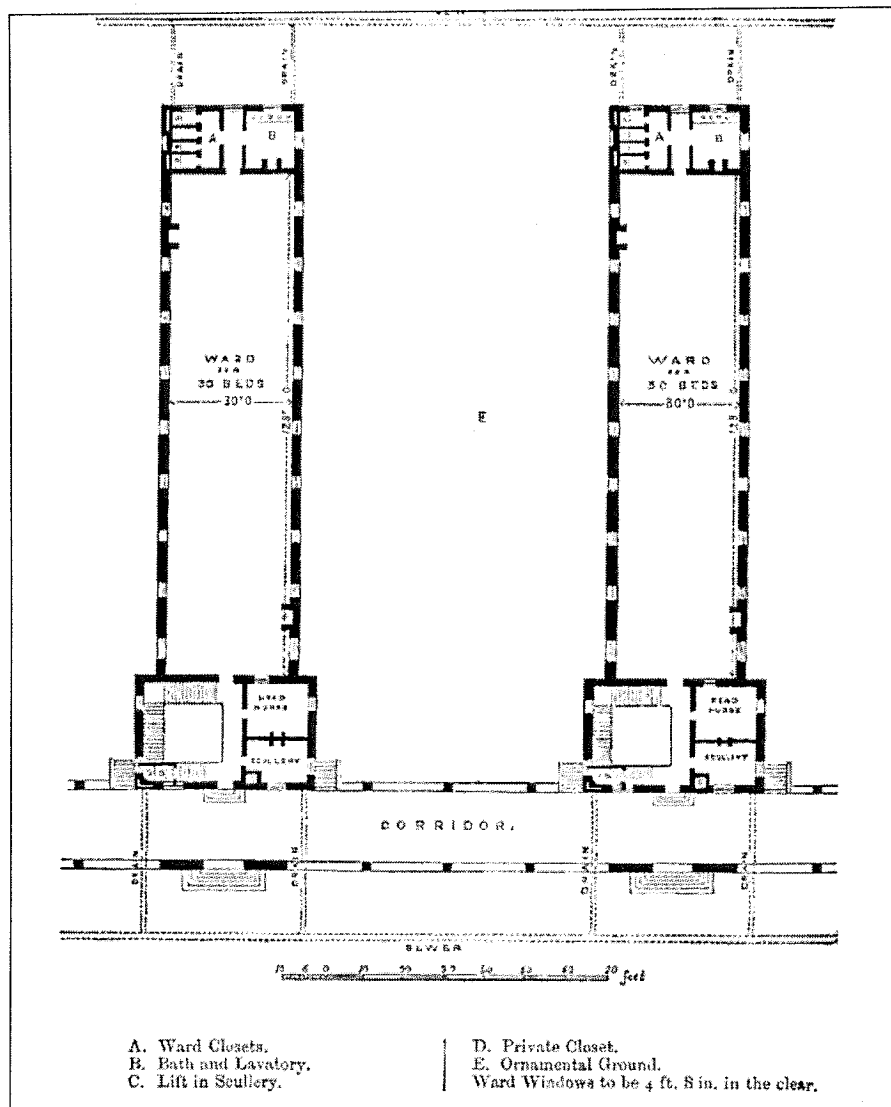 DRAIN
DRAIN
DRAIN
DRAIN
A
B
A
B
WARD
FOR
30 BEDS
30'0
WARD
FOR
30 BEDS
30'0
E
HEAD
NURSE
SCULLERY
HEAD
NURSE
SCULLERY
CORRIDOR.
DRAIN
DRAIN
DRAIN
DRAIN
SEWER
feet
A. Ward Closets.
B. Bath and Lavatory.
C. Lift in Scullery.
D. Private Closet.
E. Ornamental Ground.
Ward Windows to be 4 ft. 8 in. in the clear.